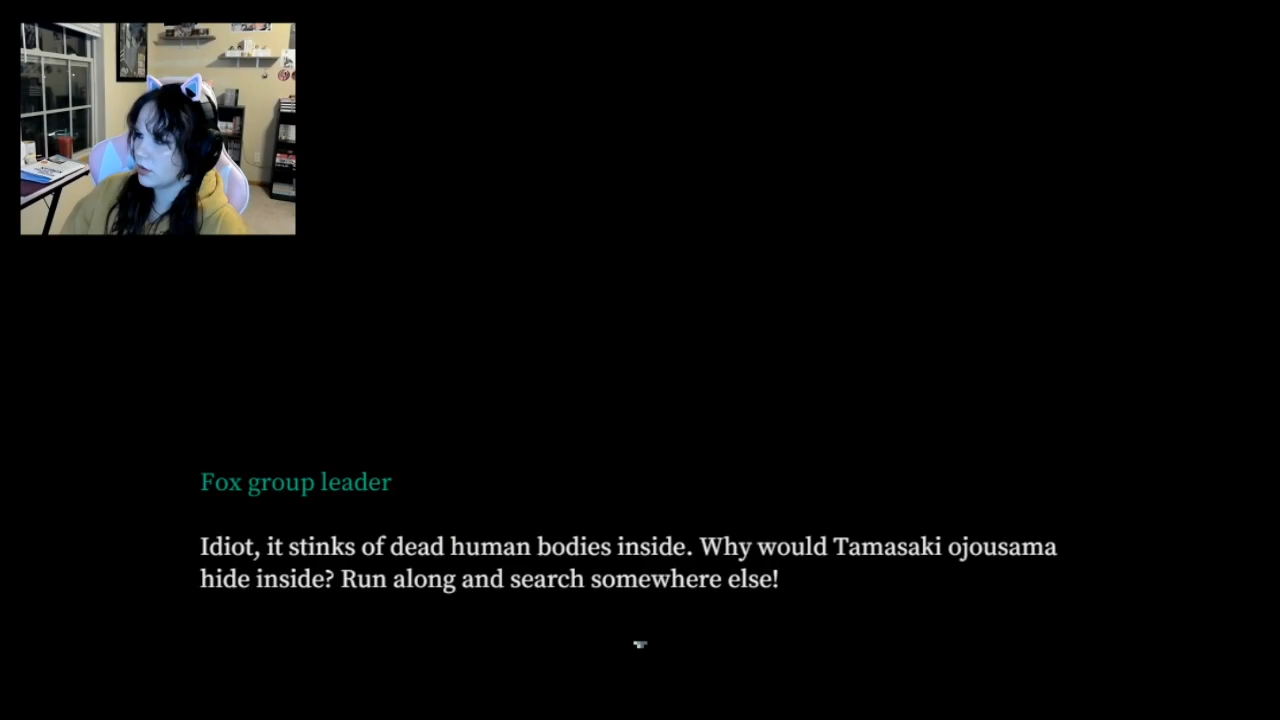 Fox group leader
Idiot, it stinks of dead human bodies inside. Why would Tamasaki ojousama
hide inside? Run along and search somewhere else!